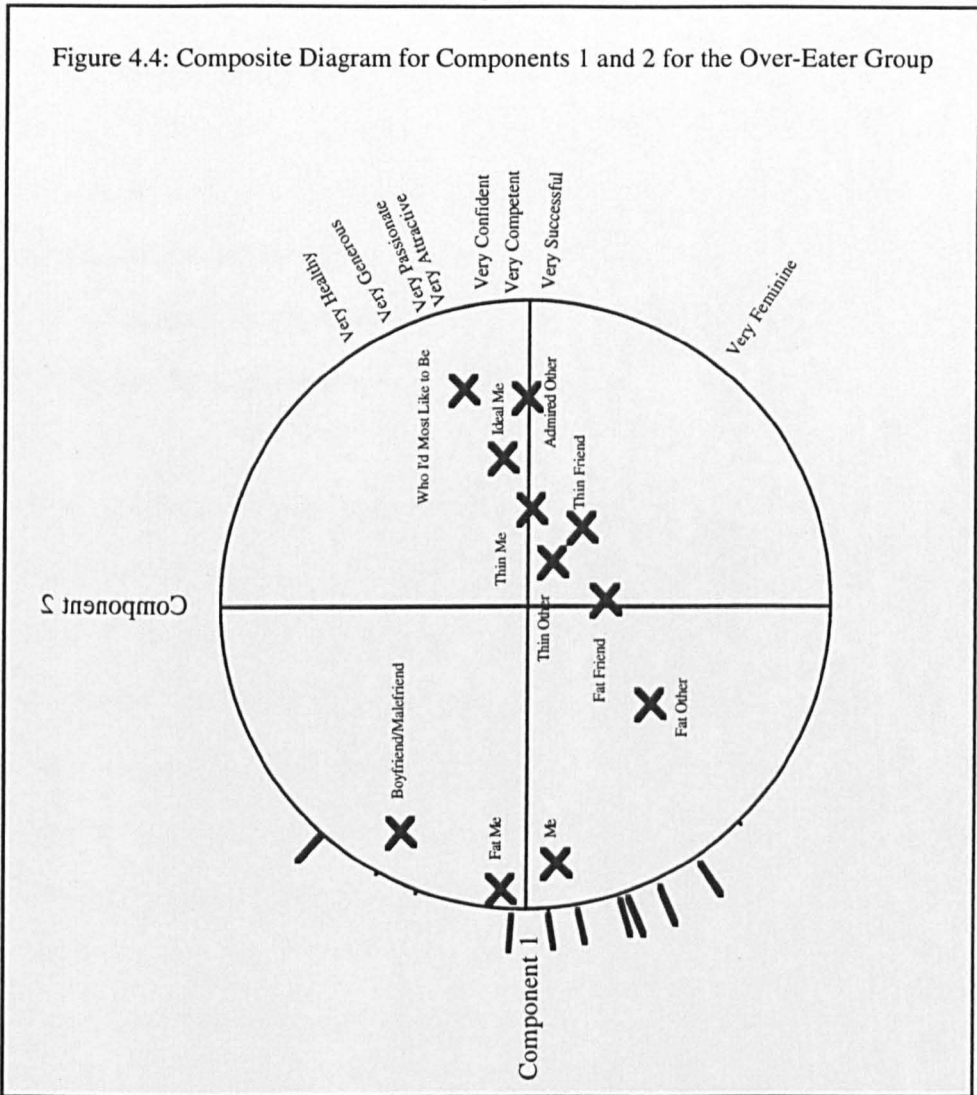 Figure 4.4: Composite Diagram for Components 1 and 2 for the Over-Eater Group
Very Healthy
Very Generous
Very Passionate
Very Attractive
Very Confident
Very Competent
Very Successful
Very Feminine
Who I'd Most Like to Be
Ideal Me
Admired Other
Thin Me
Thin Friend
Thin Other
Component 2
Fat Friend
Fat Other
Boyfriend/Malefriend
Fat Me
Me
Component 1